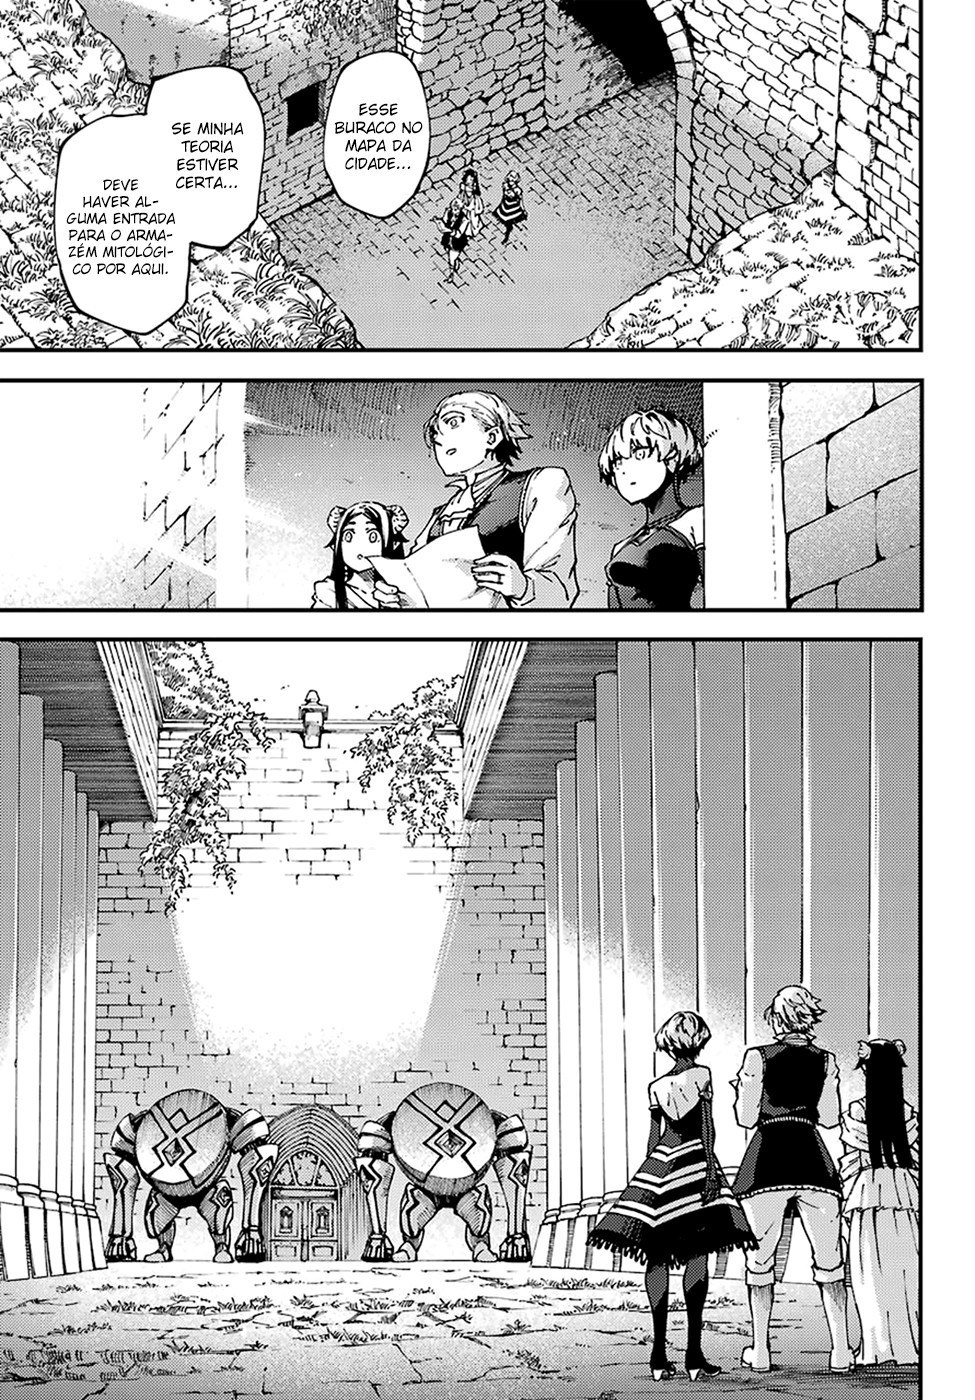 ESSE
BURACO NO
MAPA DA
CIDADE...
SE MINHA
TEORIA
ESTIVER
CERTA...
DEVE
HAVER AL-
GUMA ENTRADA
PARA O ARMA-
ZÉM MITOLÓGI-
CO POR AQUI.